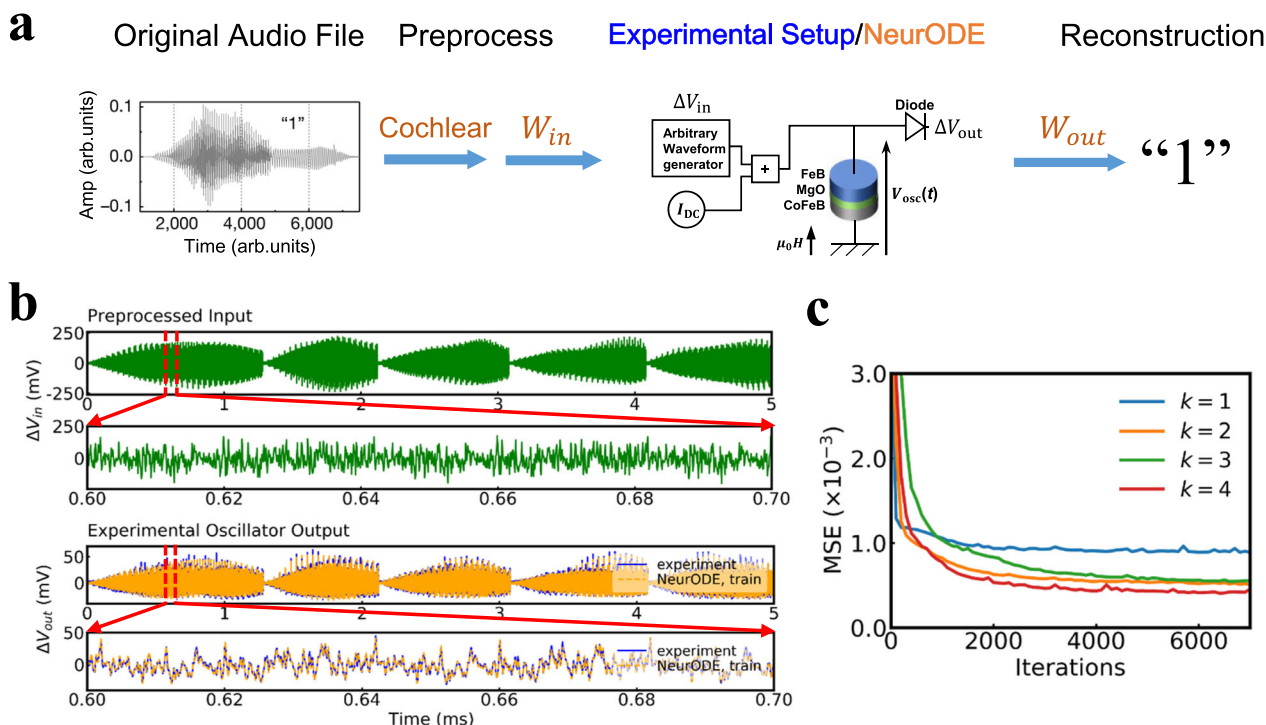 a
Original Audio File
Preprocess
Experimental Setup/NeurODE
Reconstruction
Amp (arb.units)
0.1
0.0
−0.1
“1”
2,000 4,000 6,000
Time (arb.units)
Cochlear
W_in
ΔV_in
Arbitrary
Waveform
generator
+
I_DC
FeB
MgO
CoFeB
μ₀H
Diode
ΔV_out
V_osc(t)
W_out
“1”
b
Preprocessed Input
ΔV_in (mV)
250
0
-250
0 1 2 3 4 5
250
0
0.60 0.62 0.64 0.66 0.68 0.70
Experimental Oscillator Output
ΔV_out (mV)
50
0
experiment
NeurODE, train
0 1 2 3 4 5
50
0
experiment
NeurODE, train
0.60 0.62 0.64 0.66 0.68 0.70
Time (ms)
c
MSE (×10⁻³)
3.0
2.0
1.0
0.0
k = 1
k = 2
k = 3
k = 4
0 2000 4000 6000
Iterations